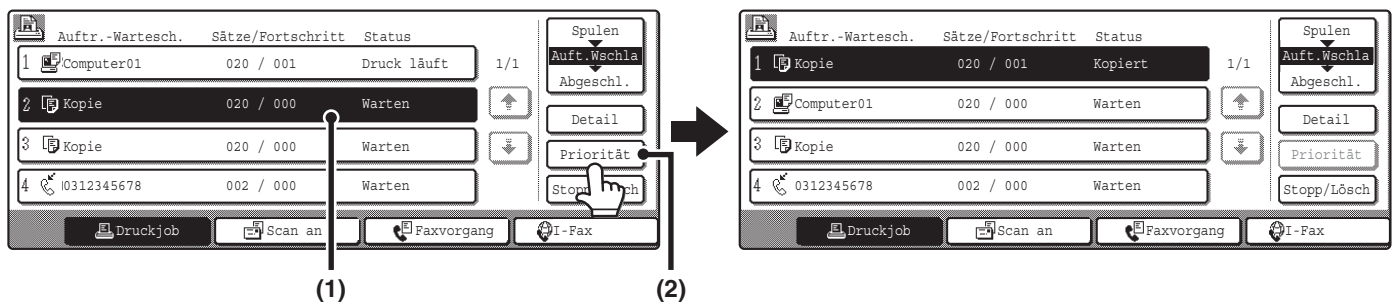 Auftr.-Wartesch. Sätze/Fortschritt Status
1 Computer01 020 / 001 Druck läuft
2 Kopie 020 / 000 Warten
3 Kopie 020 / 000 Warten
4 0312345678 002 / 000 Warten
1/1
Spulen
Auft.Wschla
Abgeschl.
Detail
Priorität
Druckjob Scan an Faxvorgang I-Fax
(1) (2)
Auftr.-Wartesch. Sätze/Fortschritt Status
1 Kopie 020 / 001 Kopiert
2 Computer01 020 / 000 Warten
3 Kopie 020 / 000 Warten
4 0312345678 002 / 000 Warten
1/1
Spulen
Auft.Wschla
Abgeschl.
Detail
Priorität
Stopp/Lösch
Druckjob Scan an Faxvorgang I-Fax